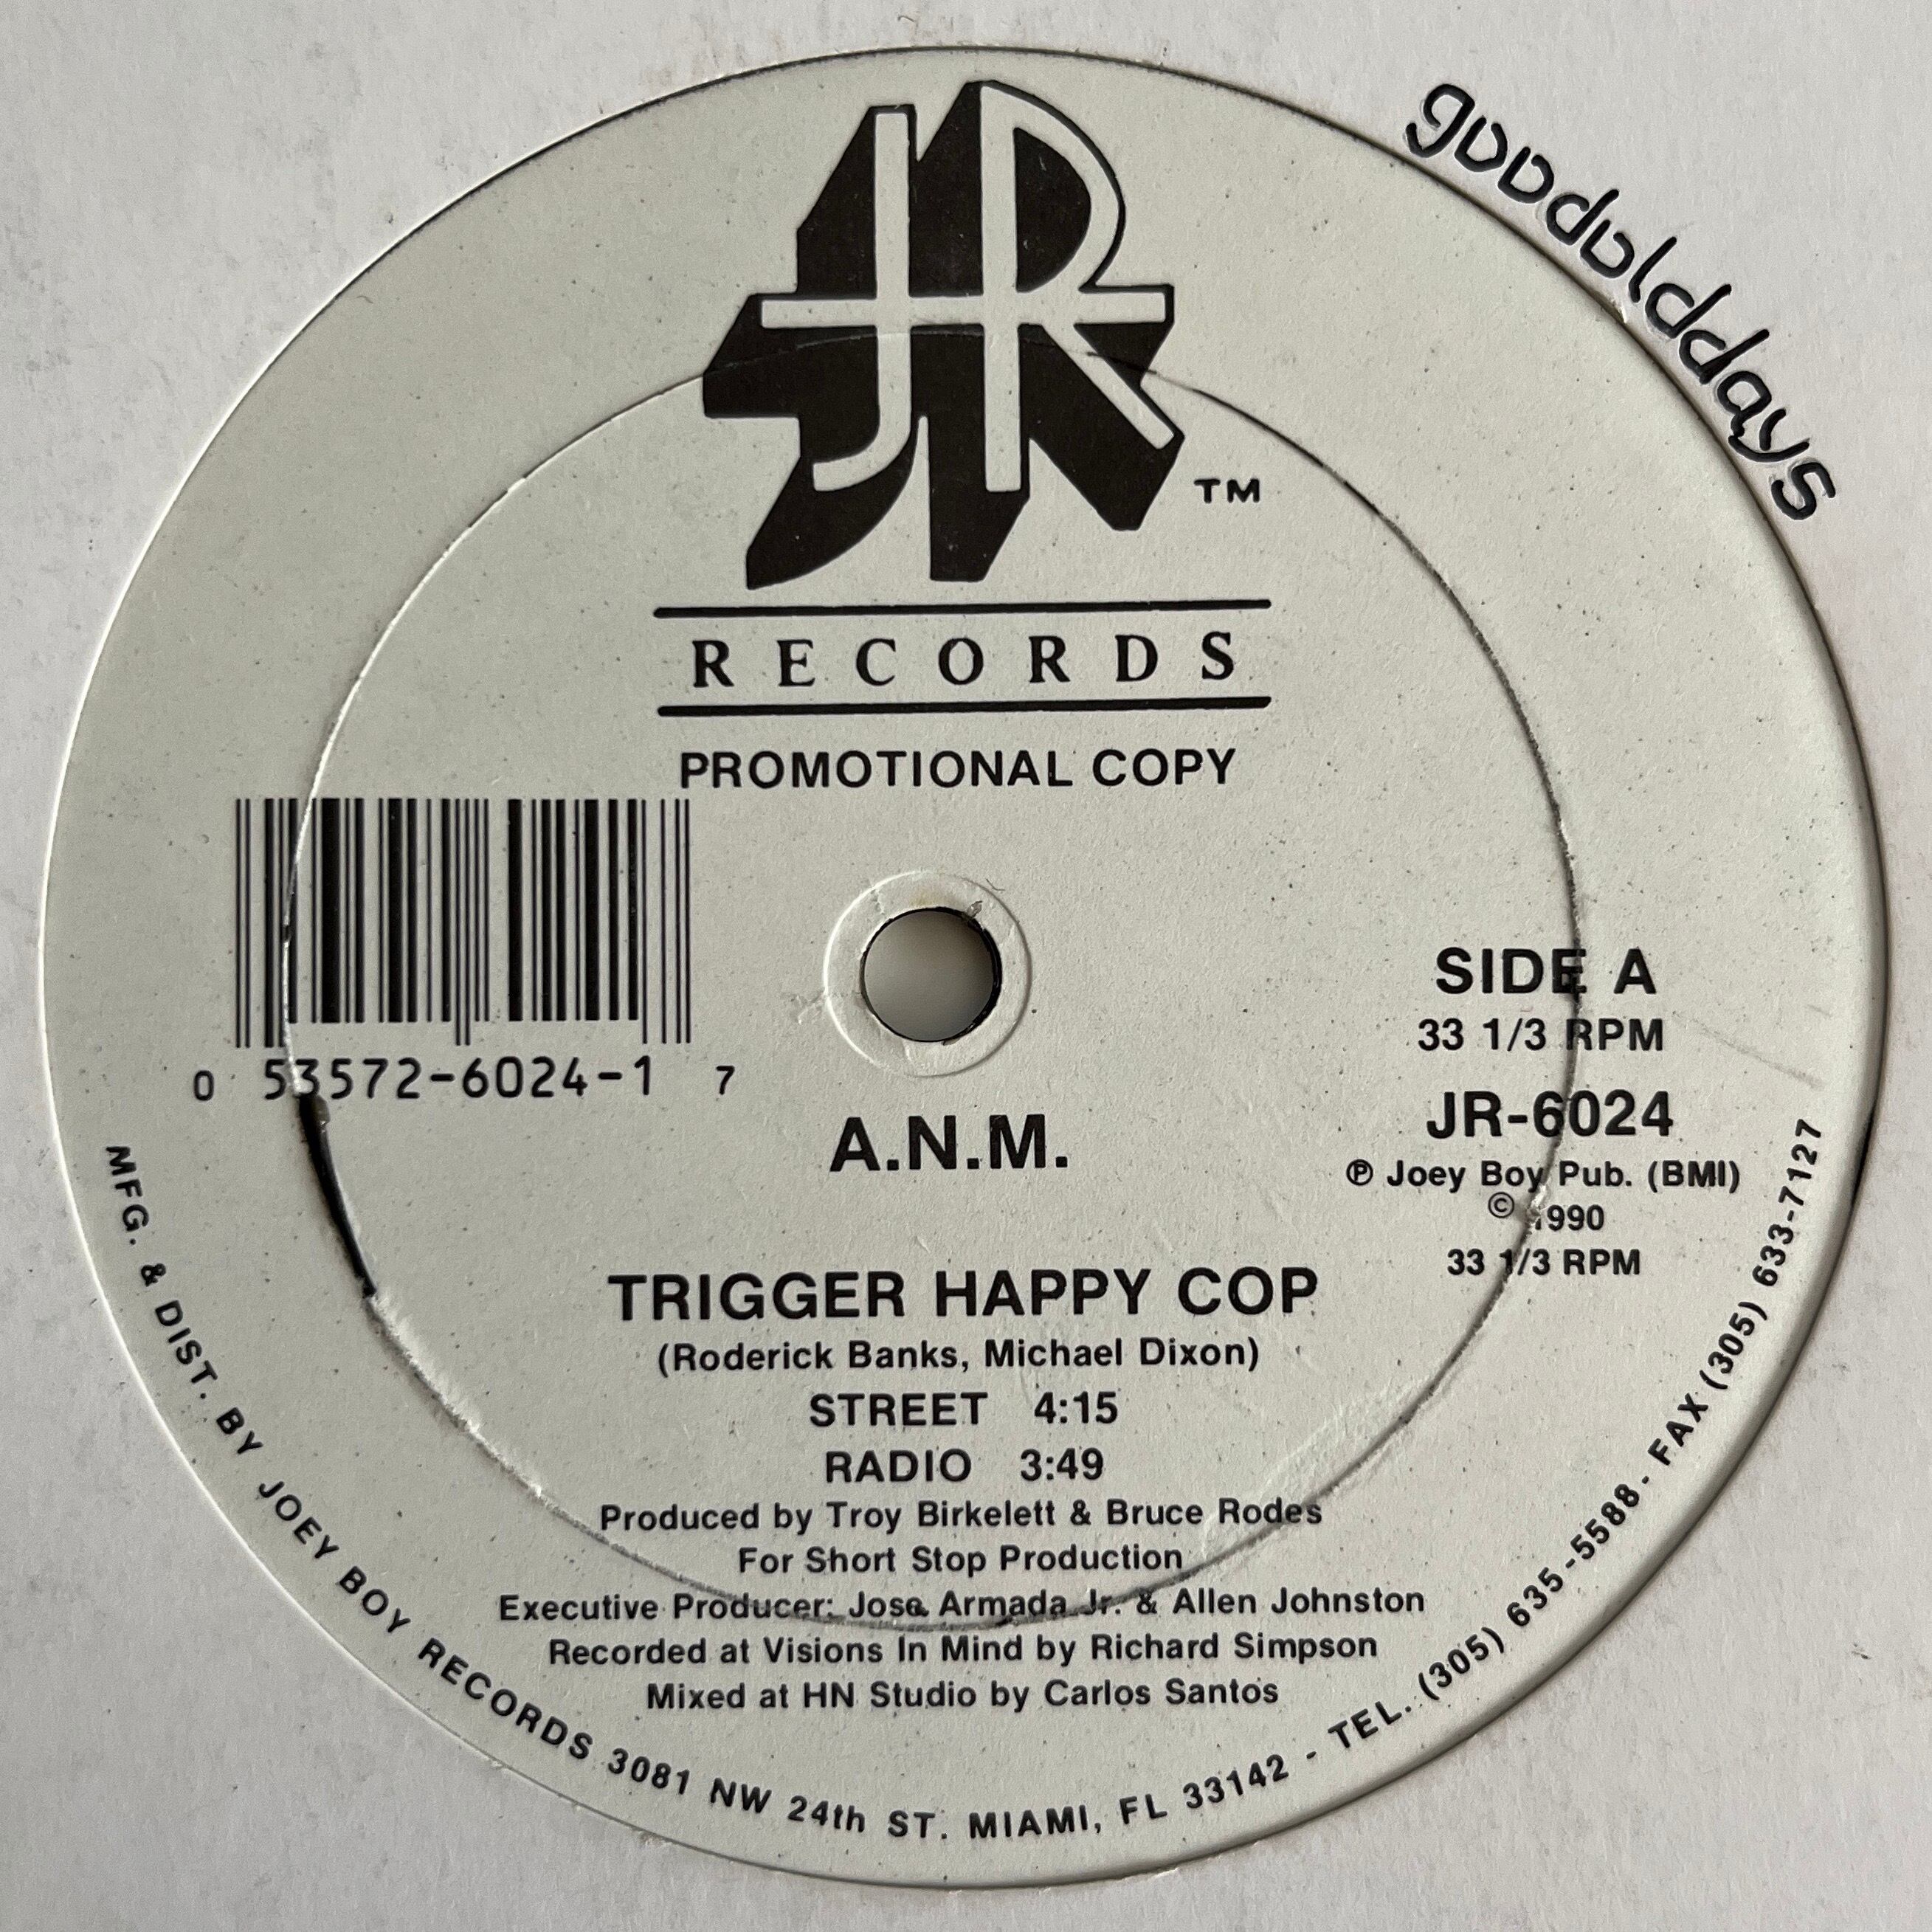 JR
TM
gooddolddays
RECORDS
PROMOTIONAL COPY
0 53572-6024-1 7
SIDE A
33 1/3 RPM
JR-6024
℗ Joey Boy Pub. (BMI)
© 1990
33 1/3 RPM
A.N.M.
TRIGGER HAPPY COP
(Roderick Banks, Michael Dixon)
STREET 4:15
RADIO 3:49
Produced by Troy Birkelett & Bruce Rodes
For Short Stop Production
Executive Producer: Jose Armada Jr. & Allen Johnston
Recorded at Visions In Mind by Richard Simpson
Mixed at HN Studio by Carlos Santos
MFG. & DIST. BY JOEY BOY RECORDS 3081 NW 24th ST. MIAMI, FL 33142 - TEL. (305) 635-5588 - FAX (305) 633-7127